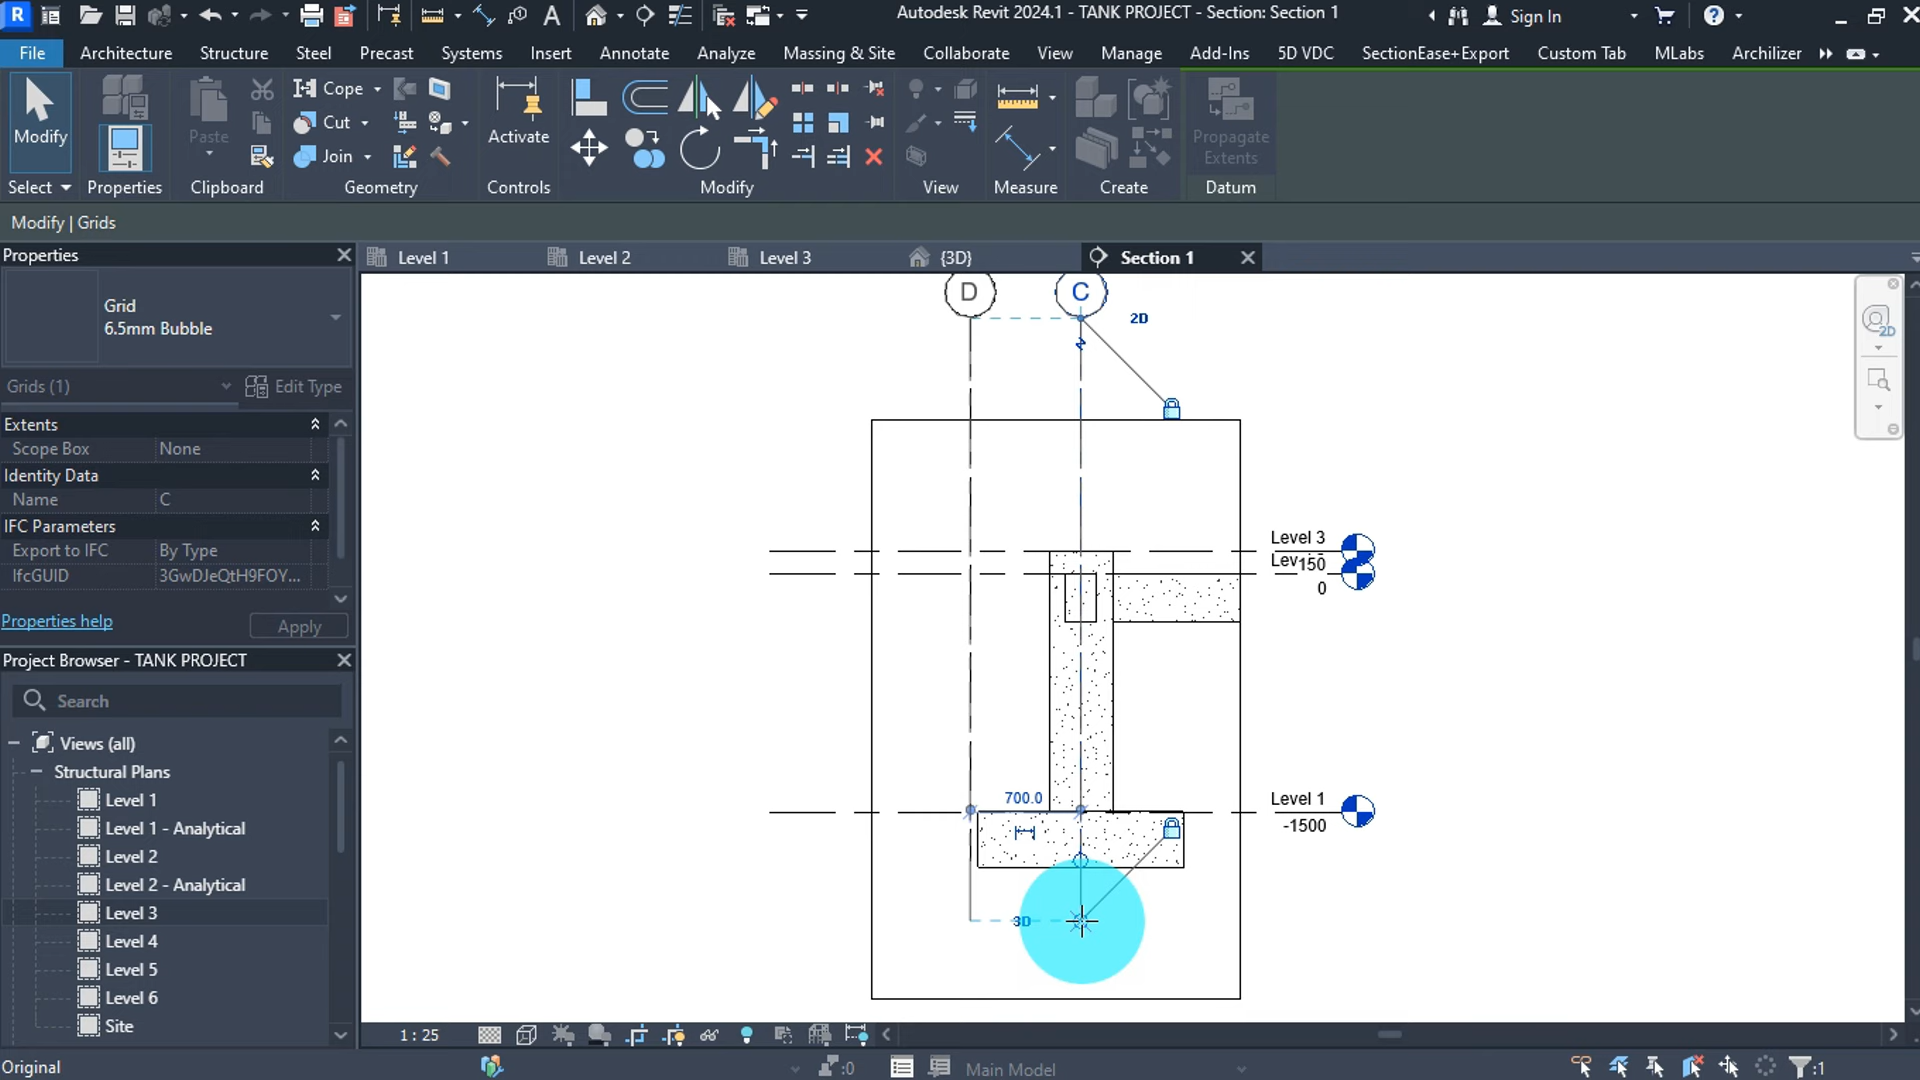 R
Autodesk Revit 2024.1 - TANK PROJECT - Section: Section 1
Sign In
File Architecture Structure Steel Precast Systems Insert Annotate Analyze Massing & Site Collaborate View Manage Add-Ins 5D VDC SectionEase+Export Custom Tab MLabs Archilizer
Modify Paste Cope Cut Join Activate Propagate Extents
Select Properties Clipboard Geometry Controls Modify View Measure Create Datum
Modify | Grids
Properties
Level 1 Level 2 Level 3 {3D} Section 1
Grid
6.5mm Bubble
Grids (1) Edit Type
Extents
Scope Box None
Identity Data
Name C
IFC Parameters
Export to IFC By Type
IfcGUID 3GwDJeQtH9FOY...
Properties help Apply
Project Browser - TANK PROJECT
Search
Views (all)
Structural Plans
Level 1
Level 1 - Analytical
Level 2
Level 2 - Analytical
Level 3
Level 4
Level 5
Level 6
Site
D C
2D
2D
Level 3
150
0
700.0
Level 1
-1500
3D
1 : 25
Original
:0
Main Model
:1